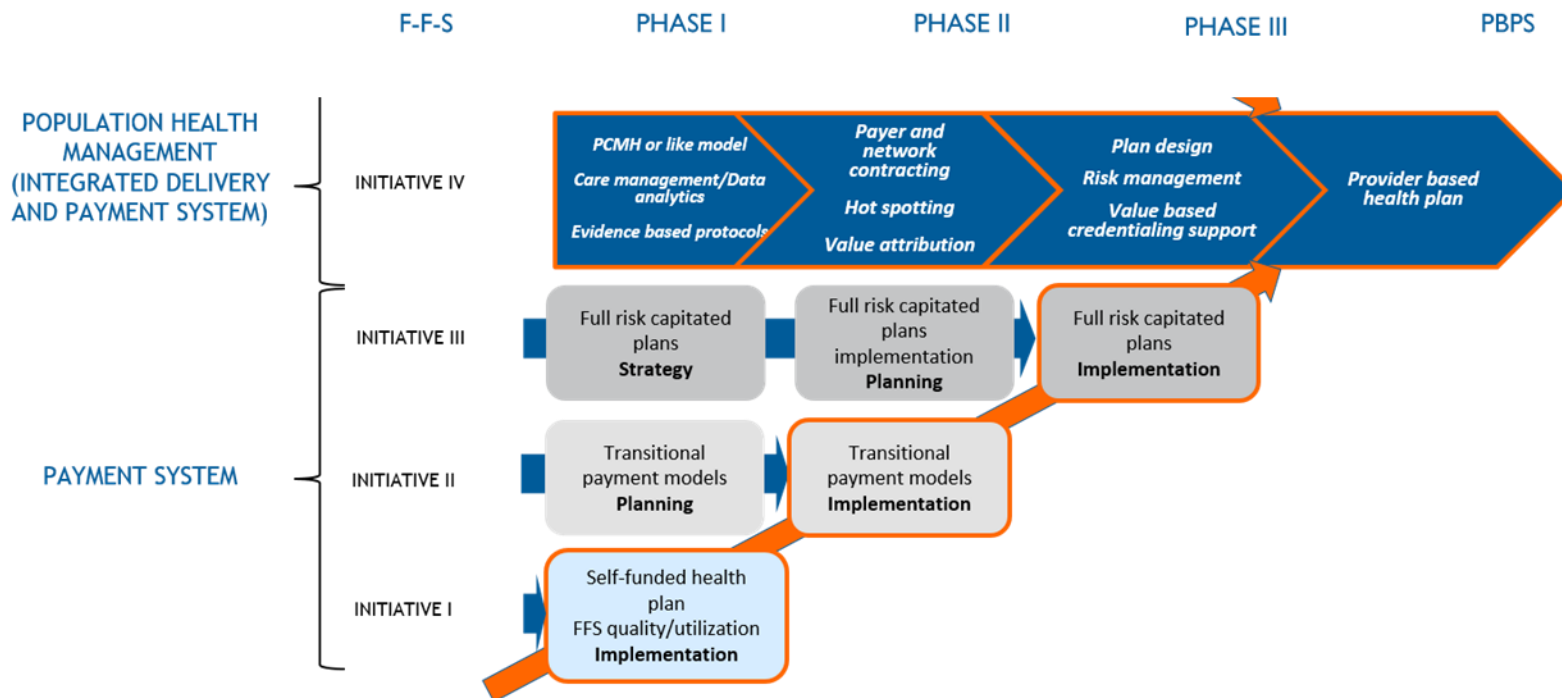 F-F-S
PHASE I
PHASE II
PHASE III
PBPS
POPULATION HEALTH
MANAGEMENT
(INTEGRATED DELIVERY
AND PAYMENT SYSTEM)
INITIATIVE IV
PCMH or like model
Care management/Data
analytics
Evidence based protocols
Payer and
network
contracting
Hot spotting
Value attribution
Plan design
Risk management
Value based
credentialing support
Provider based
health plan
PAYMENT SYSTEM
INITIATIVE III
Full risk capitated
plans
Strategy
Full risk capitated
plans
implementation
Planning
Full risk capitated
plans
Implementation
INITIATIVE II
Transitional
payment models
Planning
Transitional
payment models
Implementation
INITIATIVE I
Self-funded health
plan
FFS quality/utilization
Implementation